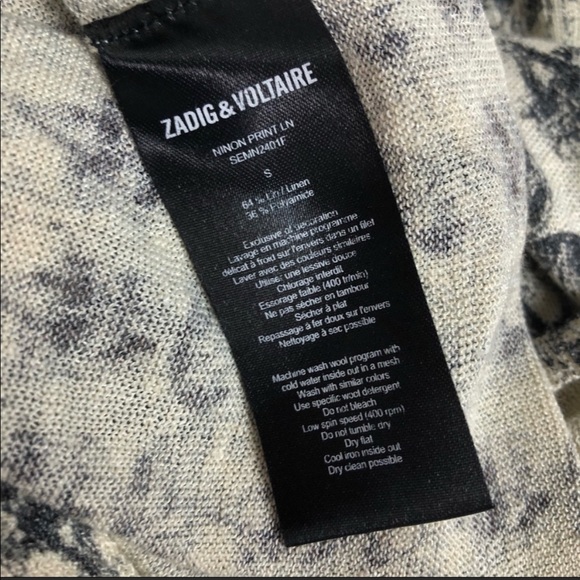 ZADIG&VOLTAIRE
NINON PRINT LN
SEMN2401F
S
64 % Lin / Linen
36 % Polyamide
Exclusive of decoration
Lavage en machine programme
délicat à froid sur l'envers dans un filet
Laver avec des couleurs similaires
Utiliser une lessive douce
Chlorage interdit
Essorage faible (400 tr/min)
Ne pas sécher en tambour
Sécher à plat
Repassage à fer doux sur l'envers
Nettoyage à sec possible
Machine wash wool program with
cold water inside out in a mesh
Wash with similar colors
Use specific wool detergent
Do not bleach
Low spin speed (400 rpm)
Do not tumble dry
Dry flat
Cool iron inside out
Dry clean possible